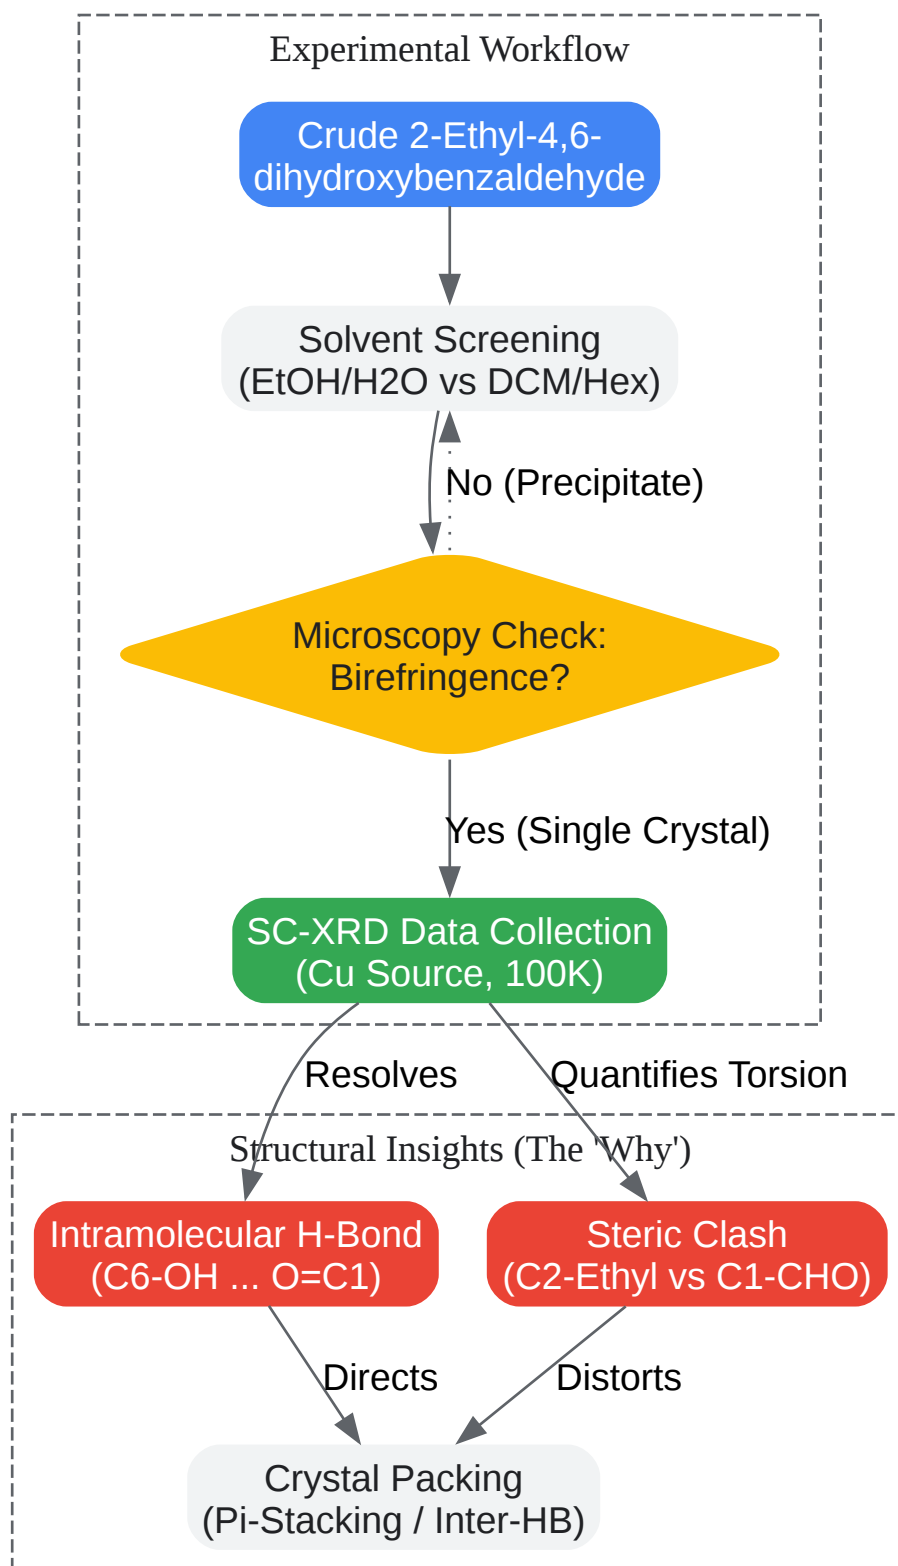 Experimental Workflow
Crude 2-Ethyl-4,6-
dihydroxybenzaldehyde
Solvent Screening
(EtOH/H2O vs DCM/Hex)
No (Precipitate)
Microscopy Check:
Birefringence?
Yes (Single Crystal)
SC-XRD Data Collection
(Cu Source, 100K)
Resolves
Quantifies Torsion
Structural Insights (The 'Why')
Intramolecular H-Bond
(C6-OH ... O=C1)
Steric Clash
(C2-Ethyl vs C1-CHO)
Directs
Distorts
Crystal Packing
(Pi-Stacking / Inter-HB)